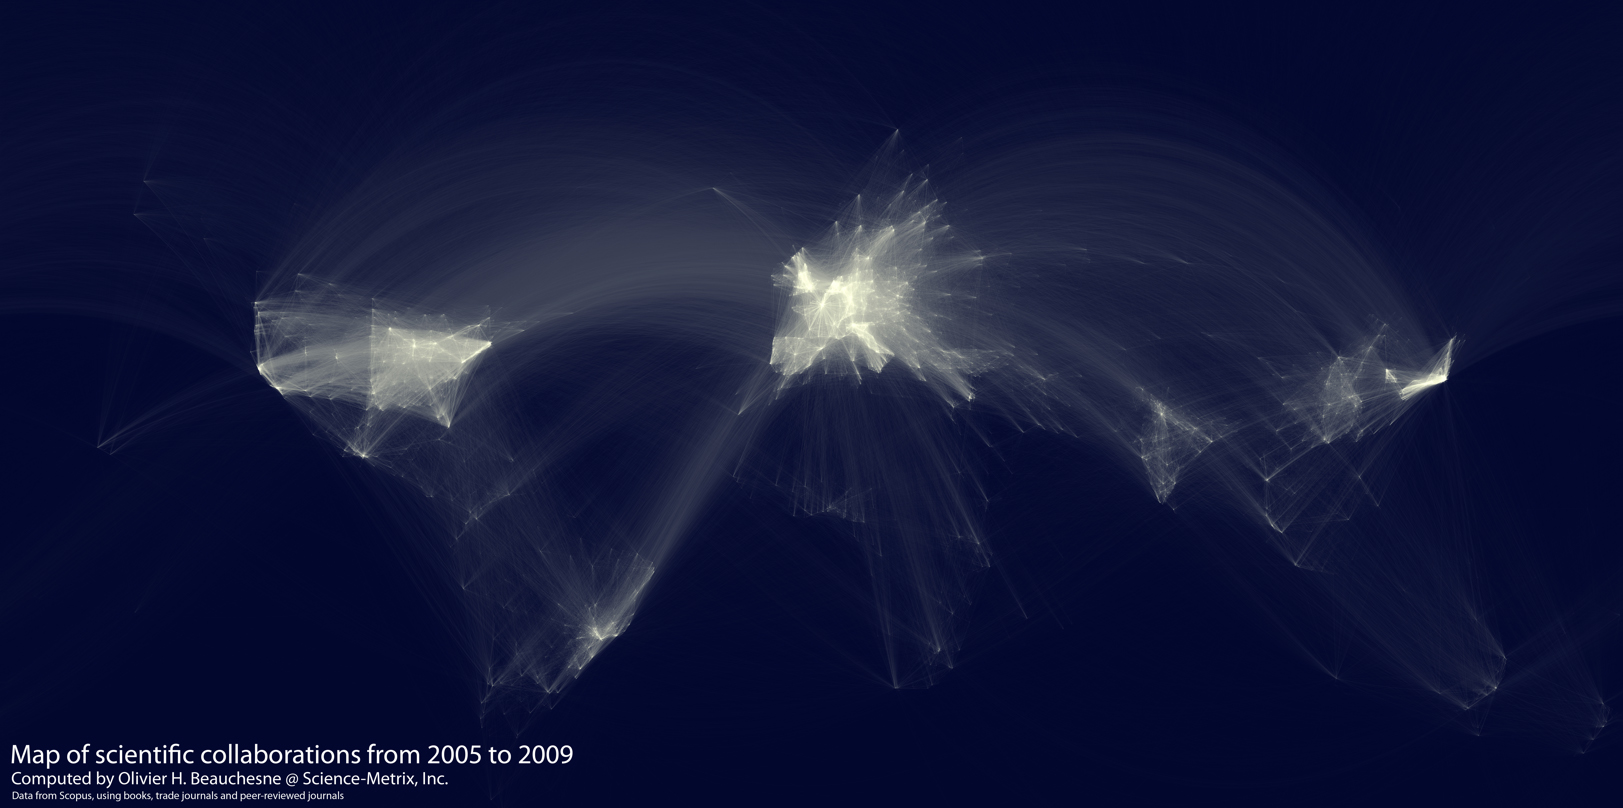 Map of scientific collaborations from 2005 to 2009
Computed by Olivier H. Beauchesne @ Science-Metrix, Inc.
Data from Scopus, using books, trade journals and peer-reviewed journals